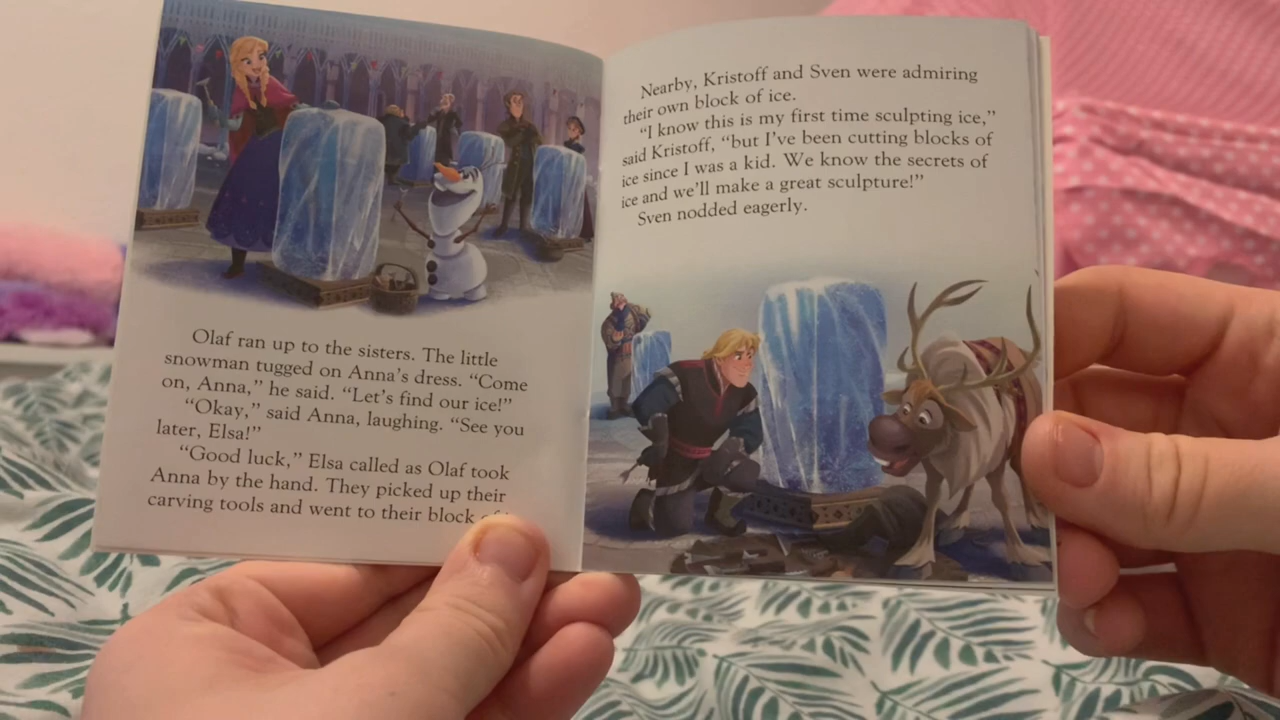 Olaf ran up to the sisters. The little
snowman tugged on Anna's dress. “Come
on, Anna,” he said. “Let's find our ice!”
“Okay,” said Anna, laughing. “See you
later, Elsa!”
“Good luck,” Elsa called as Olaf took
Anna by the hand. They picked up their
carving tools and went to their block
Nearby, Kristoff and Sven were admiring
their own block of ice.
“I know this is my first time sculpting ice,”
said Kristoff, “but I've been cutting blocks of
ice since I was a kid. We know the secrets of
ice and we'll make a great sculpture!”
Sven nodded eagerly.